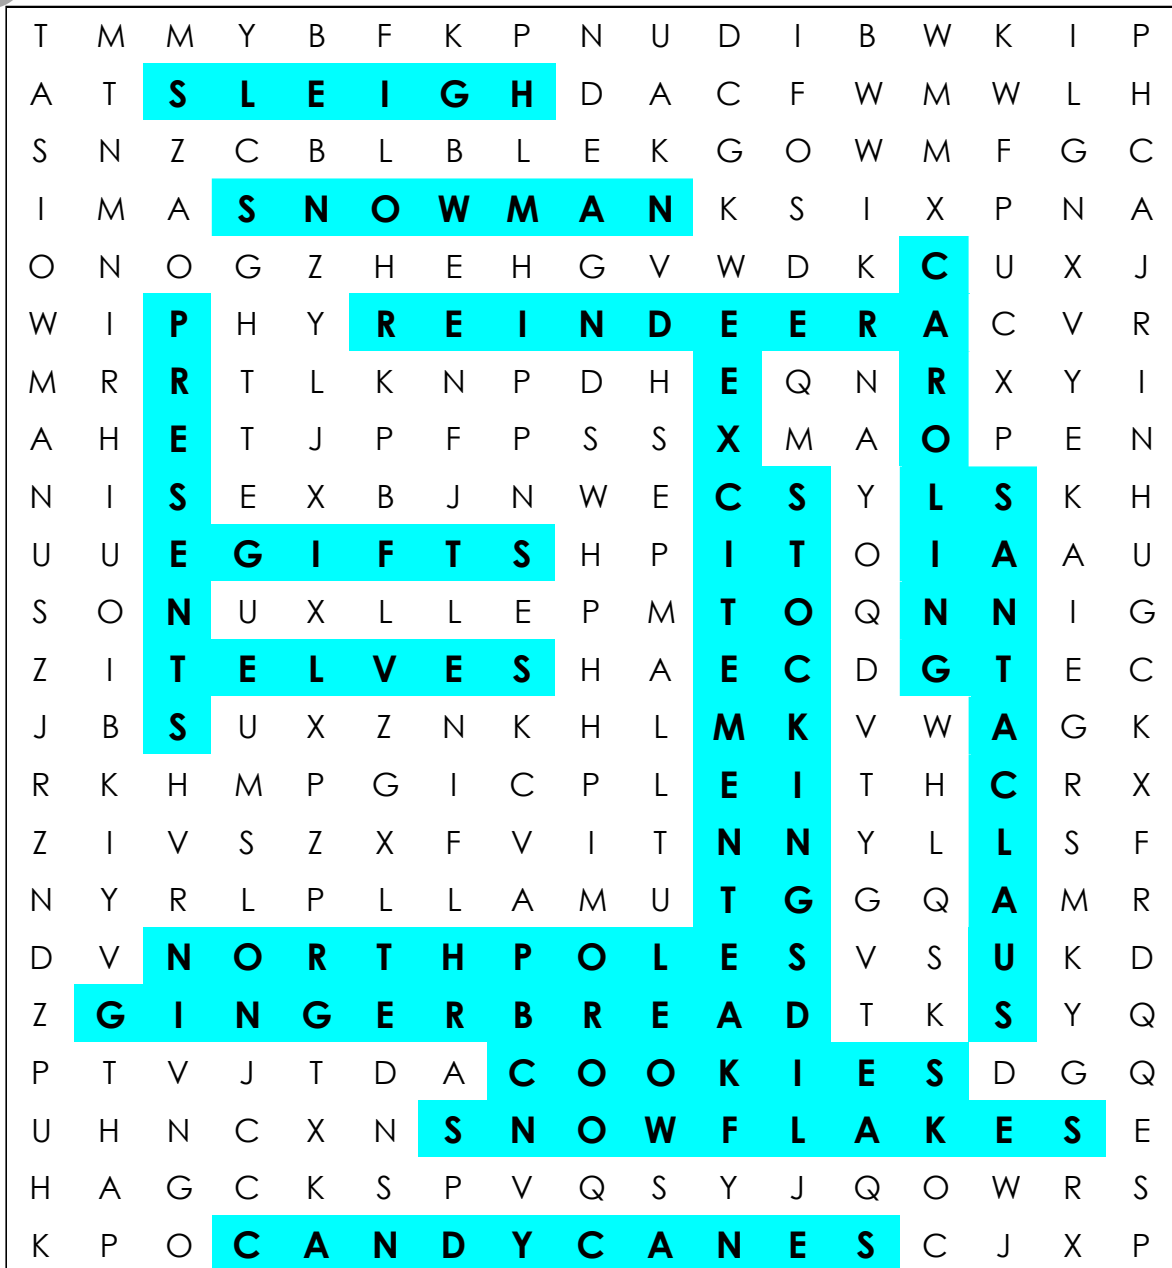 T M M Y B F K P N U D I B W K I P
A T S L E I G H D A C F W M W L H
S N Z C B L B L E K G O W M F G C
I M A S N O W M A N K S I X P N A
O N O G Z H E H G V W D K C U X J
W I P H Y R E I N D E E R A C V R
M R R T L K N P D H E Q N R X Y I
A H E T J P F P S S X M A O P E N
N I S E X B J N W E C S Y L S K H
U U E G I F T S H P I T O I A A U
S O N U X L L E P M T O Q N N I G
Z I T E L V E S H A E C D G T E C
J B S U X Z N K H L M K V W A G K
R K H M P G I C P L E I T H C R X
Z I V S Z X F V I T N N Y L L S F
N Y R L P L L A M U T G G Q A M R
D V N O R T H P O L E S V S U K D
Z G I N G E R B R E A D T K S Y Q
P T V J T D A C O O K I E S D G Q
U H N C X N S N O W F L A K E S E
H A G C K S P V Q S Y J Q O W R S
K P O C A N D Y C A N E S C J X P